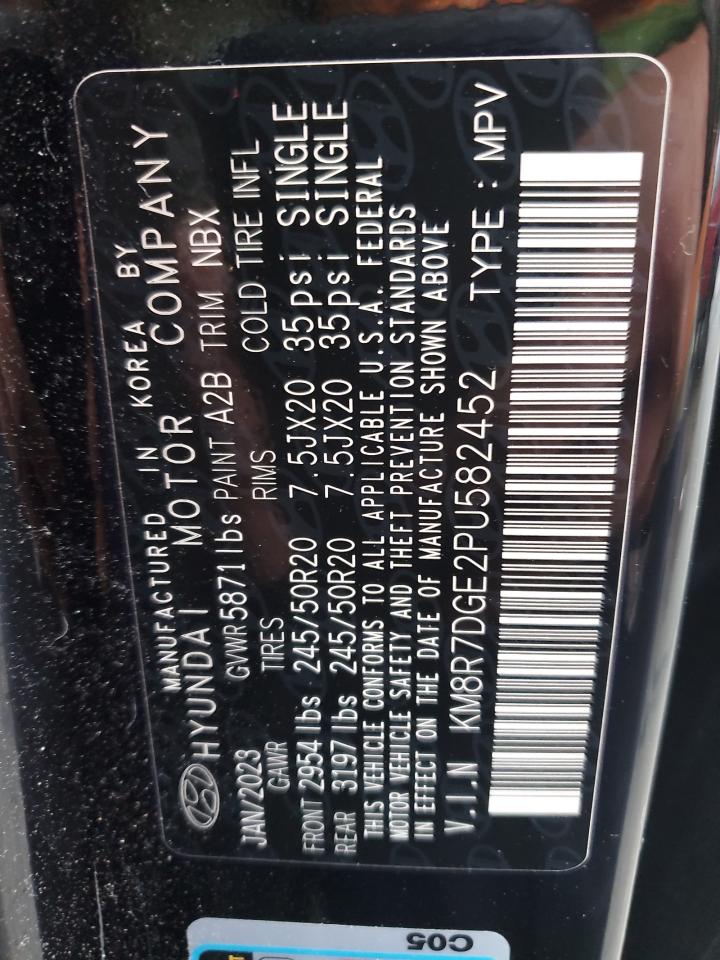 MANUFACTURED IN KOREA BY
HYUNDAI MOTOR COMPANY
JAN/2023 GVWR 5871 lbs PAINT A2B TRIM NBX
GAWR TIRES RIMS COLD TIRE INFL
FRONT 2954 lbs 245/50R20 7.5JX20 35psi SINGLE
REAR 3197 lbs 245/50R20 7.5JX20 35psi SINGLE
THIS VEHICLE CONFORMS TO ALL APPLICABLE U.S.A. FEDERAL
MOTOR VEHICLE SAFETY AND THEFT PREVENTION STANDARDS
IN EFFECT ON THE DATE OF MANUFACTURE SHOWN ABOVE
V.I.N KM8R7DGE2PU582452 TYPE : MPV
C05